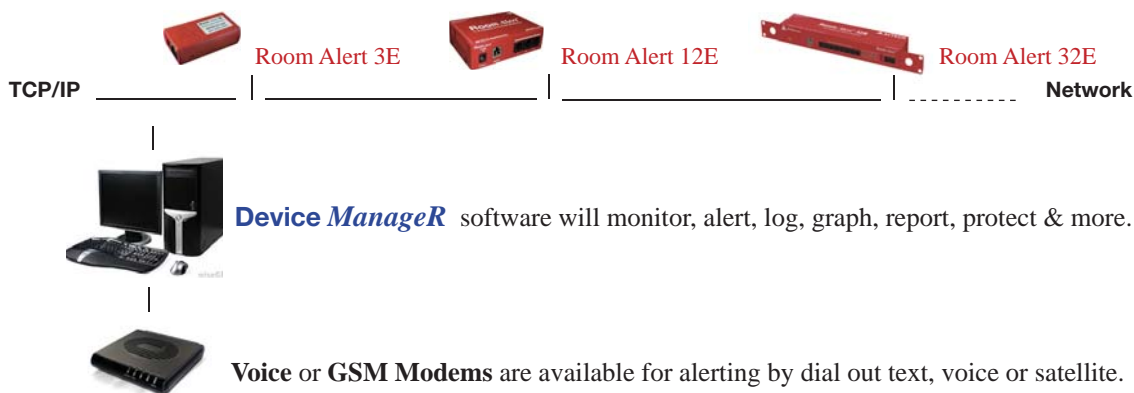 Room Alert 3E
Room Alert 12E
Room Alert 32E
TCP/IP
Network
Device ManageR software will monitor, alert, log, graph, report, protect & more.
Voice or GSM Modems are available for alerting by dial out text, voice or satellite.